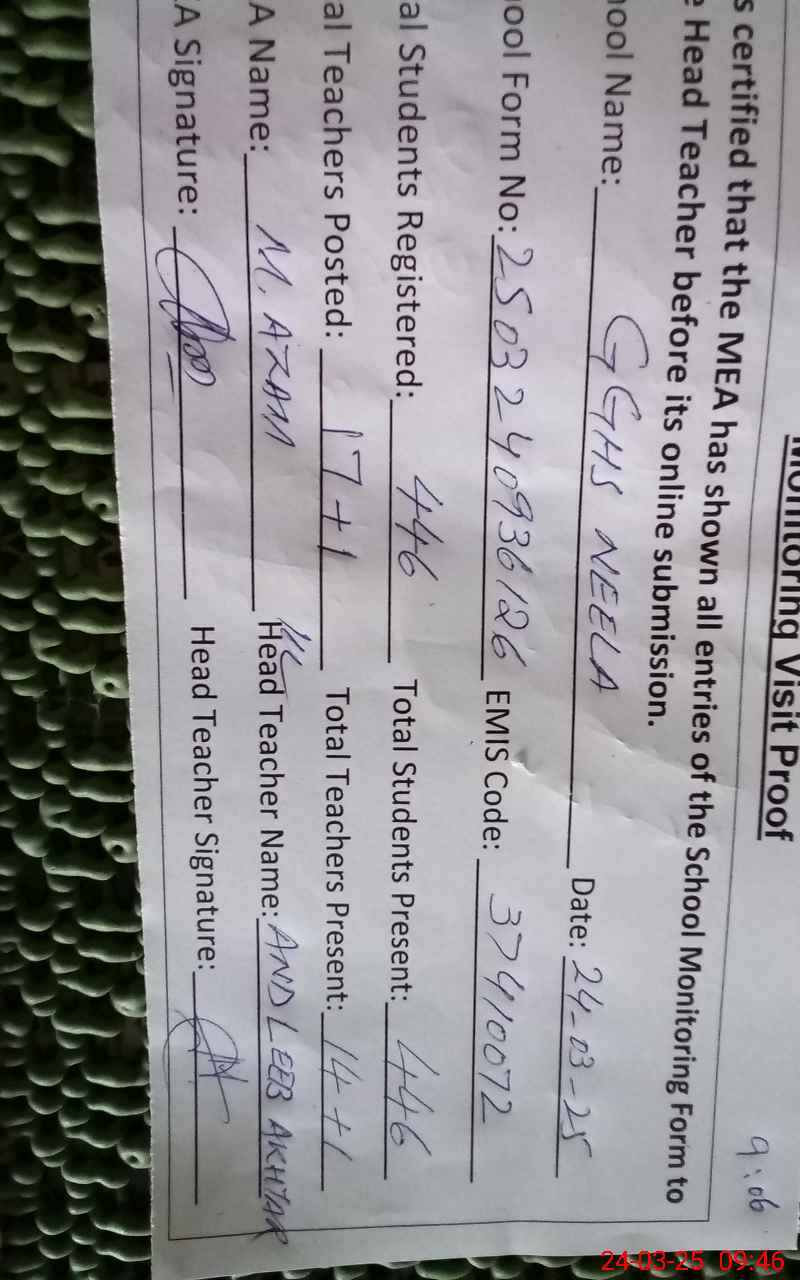 Monitoring Visit Proof
9:06
s certified that the MEA has shown all entries of the School Monitoring Form to
e Head Teacher before its online submission.
ool Name: GGHS NEELA Date: 24-03-25
ool Form No: 2503240936126 EMIS Code: 37410072
al Students Registered: 446 Total Students Present: 446
al Teachers Posted: 17+1 Total Teachers Present: 14+1
A Name: M. AZAM I/C Head Teacher Name: ANDLEEB AKHTAR
A Signature: Head Teacher Signature:
24-03-25 09:46